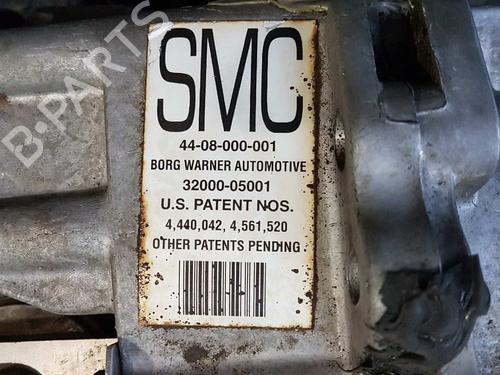 SMC
44-08-000-001
BORG WARNER AUTOMOTIVE
32000-05001
U.S. PATENT NOS.
4,440,042, 4,561,520
OTHER PATENTS PENDING.
B-PARTS